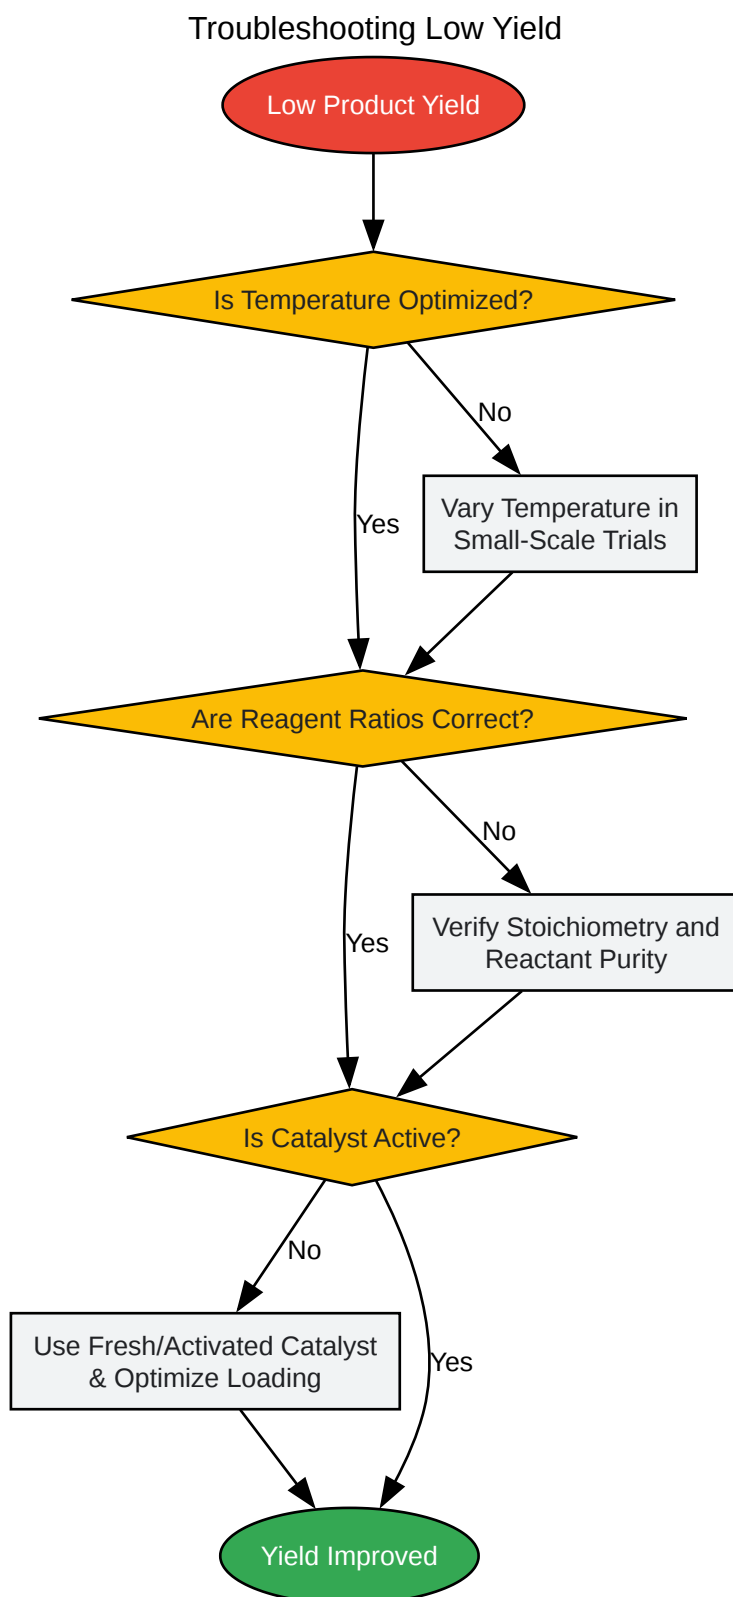 Troubleshooting Low Yield
Low Product Yield
Is Temperature Optimized?
No
Vary Temperature in
Small-Scale Trials
Yes
Are Reagent Ratios Correct?
No
Verify Stoichiometry and
Reactant Purity
Yes
Is Catalyst Active?
No
Use Fresh/Activated Catalyst
& Optimize Loading
Yes
Yield Improved